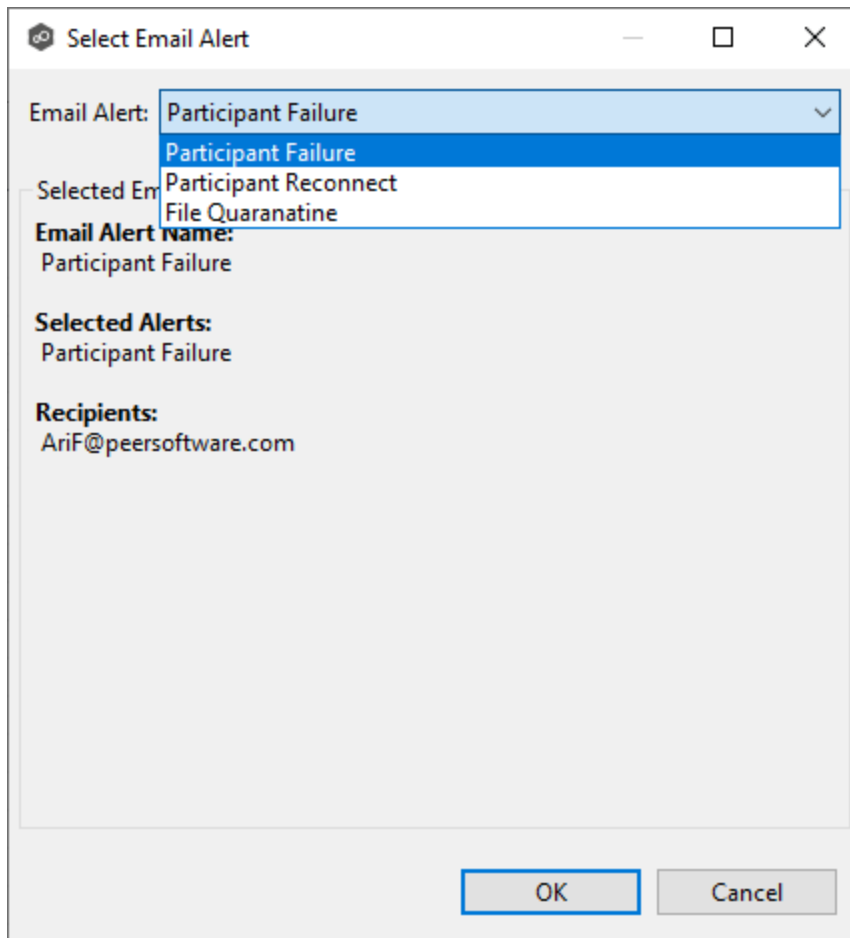 Select Email Alert
Email Alert: Participant Failure
Participant Failure
Participant Reconnect
File Quaranatine
Selected Em
Email Alert Name:
Participant Failure
Selected Alerts:
Participant Failure
Recipients:
AriF@peersoftware.com
OK Cancel